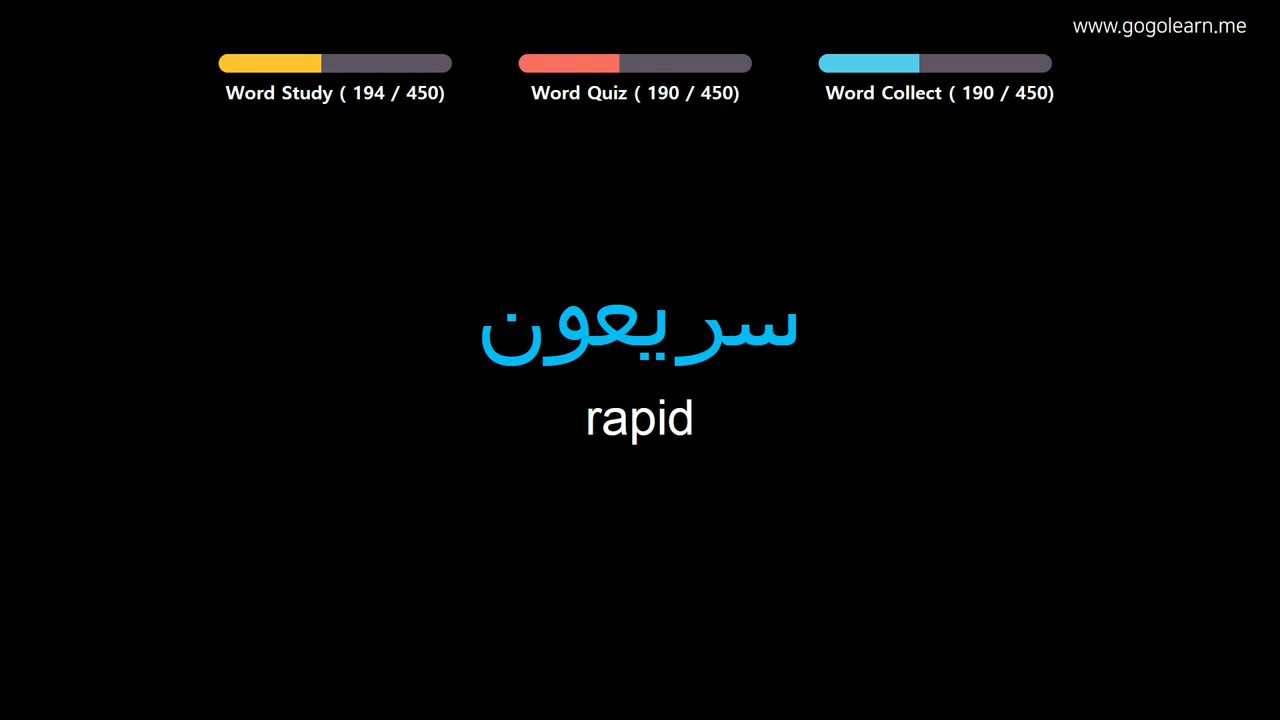 www.gogolearn.me
Word Study ( 194 / 450)
Word Quiz ( 190 / 450)
Word Collect ( 190 / 450)
سريعون
rapid